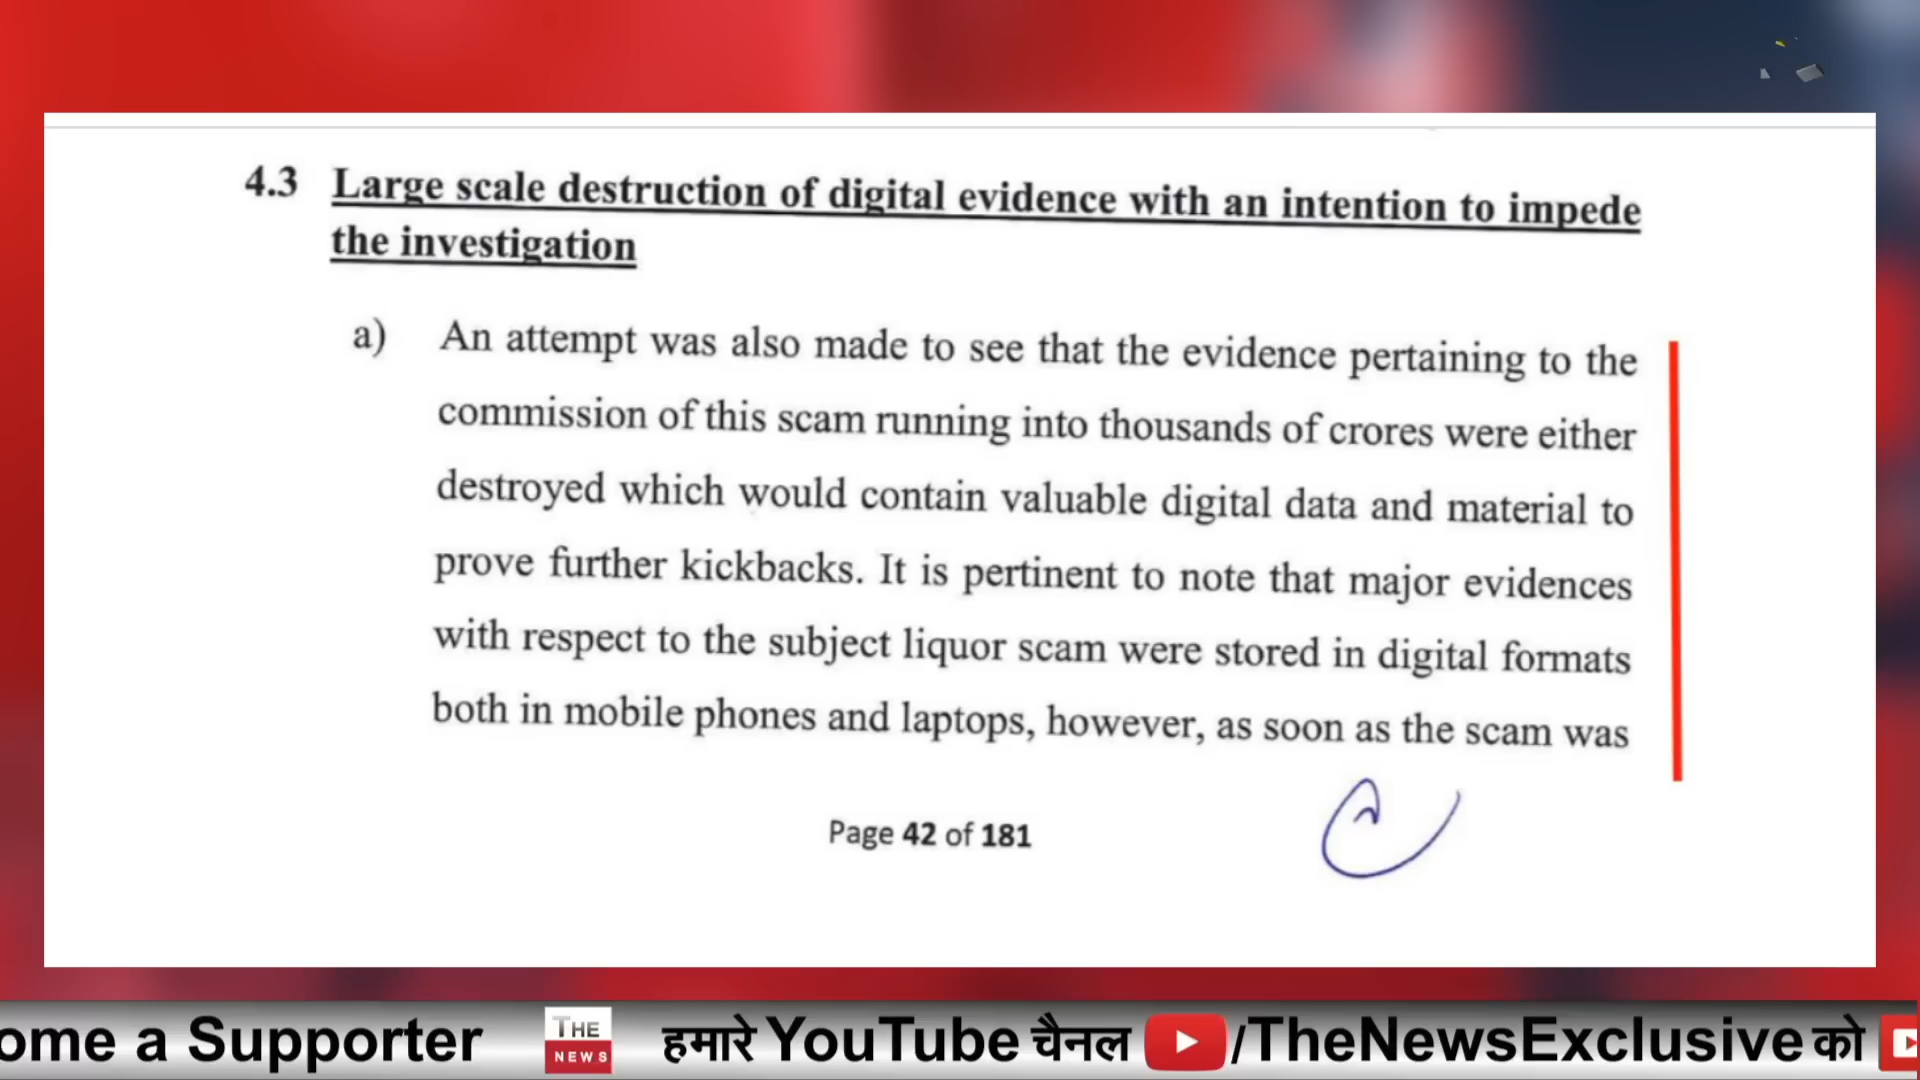 4.3 Large scale destruction of digital evidence with an intention to impede
the investigation
a) An attempt was also made to see that the evidence pertaining to the
commission of this scam running into thousands of crores were either
destroyed which would contain valuable digital data and material to
prove further kickbacks. It is pertinent to note that major evidences
with respect to the subject liquor scam were stored in digital formats
both in mobile phones and laptops, however, as soon as the scam was
Page 42 of 181
ome a Supporter THE NEWS हमारे YouTube चैनल /TheNewsExclusive को